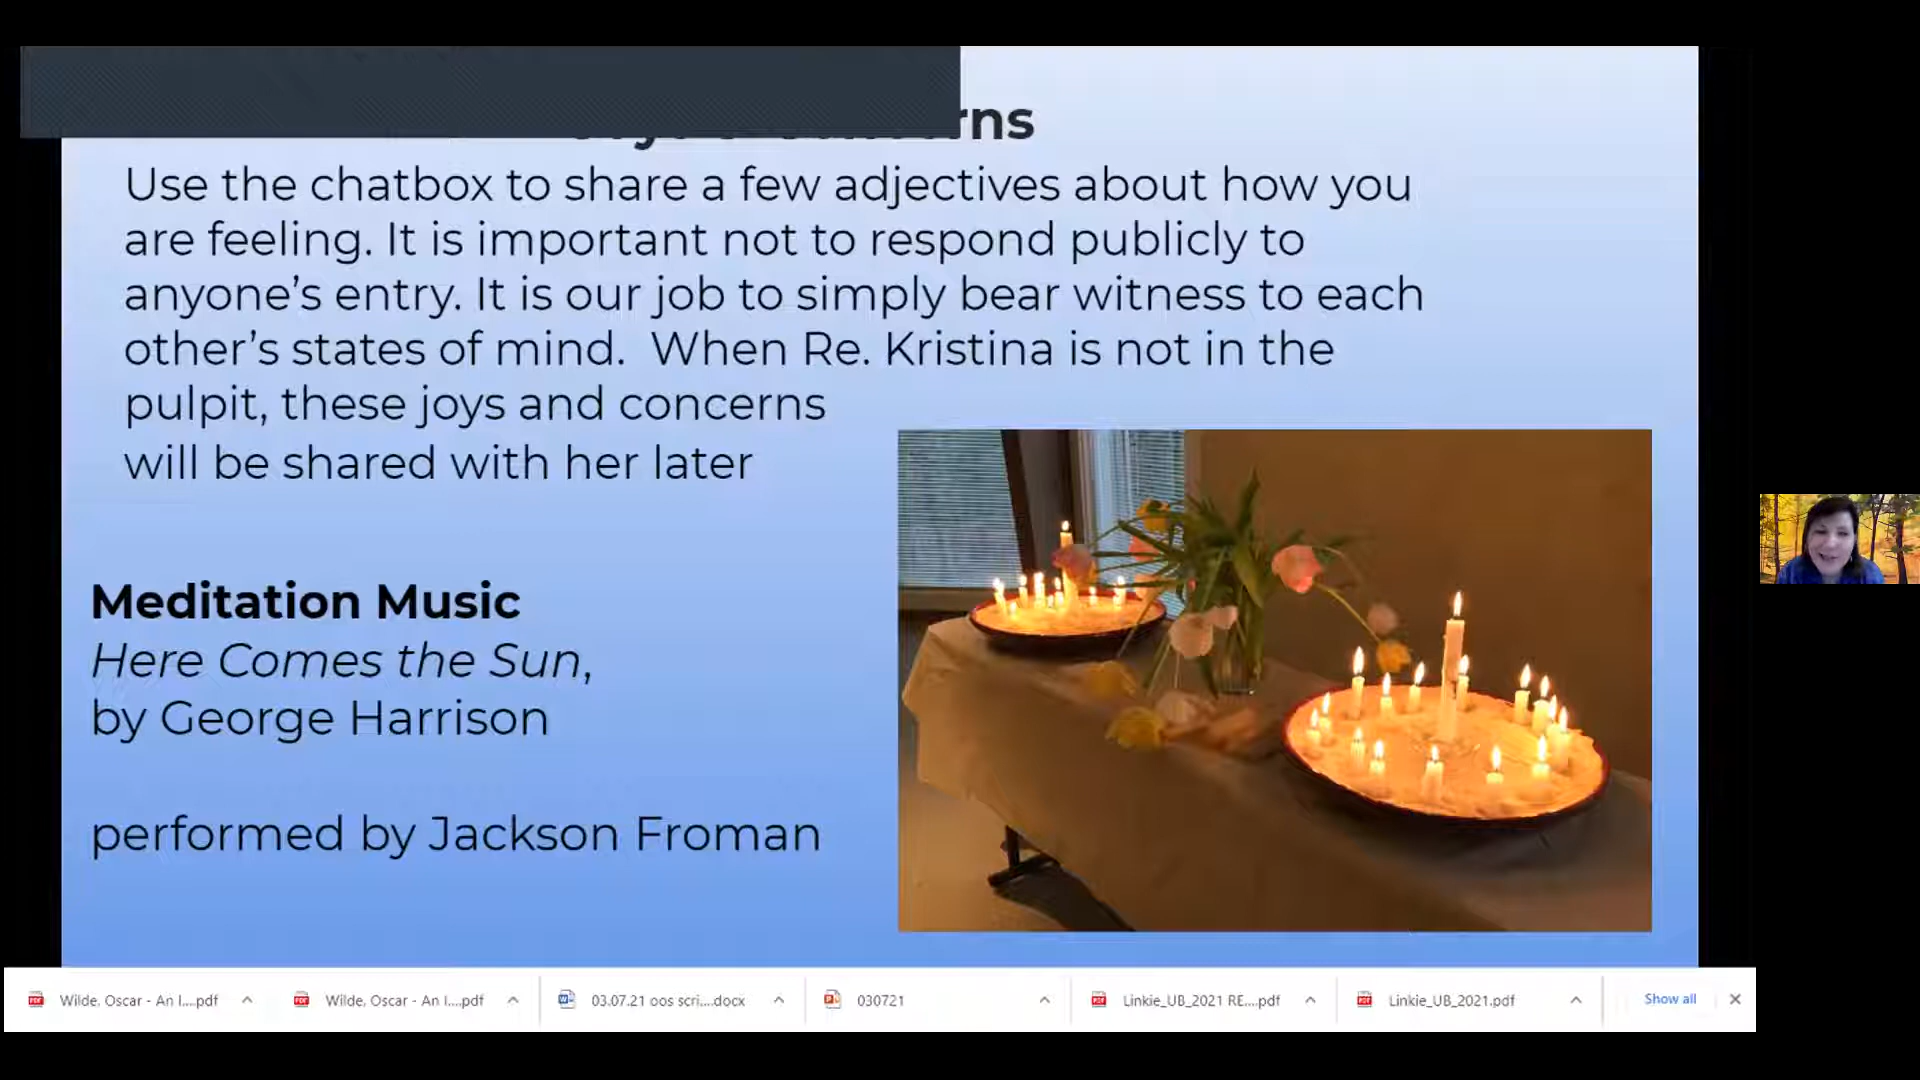 Use the chatbox to share a few adjectives about how you
are feeling. It is important not to respond publicly to
anyone’s entry. It is our job to simply bear witness to each
other’s states of mind.  When Re. Kristina is not in the
pulpit, these joys and concerns
will be shared with her later
Meditation Music
Here Comes the Sun,
by George Harrison
performed by Jackson Froman
Wilde, Oscar - An I....pdf Wilde, Oscar - An I....pdf 03.07.21 oos scri....docx 030721 Linkie_UB_2021 RE....pdf Linkie_UB_2021.pdf Show all